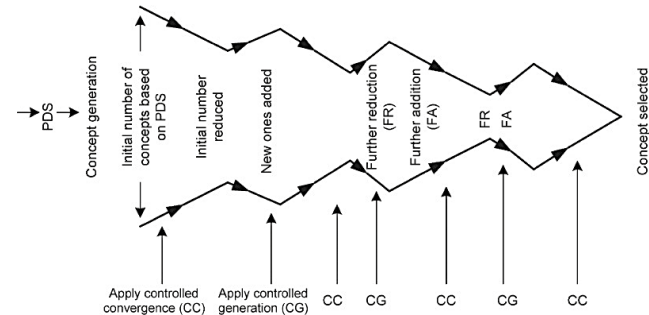 PDS
Concept generation
Initial number of
concepts based
on PDS
Initial number
reduced
New ones added
Further reduction
(FR)
Further addition
(FA)
FR
FA
Concept selected
Apply controlled
convergence (CC)
Apply controlled
generation (CG)
CC
CG
CC
CG
CC